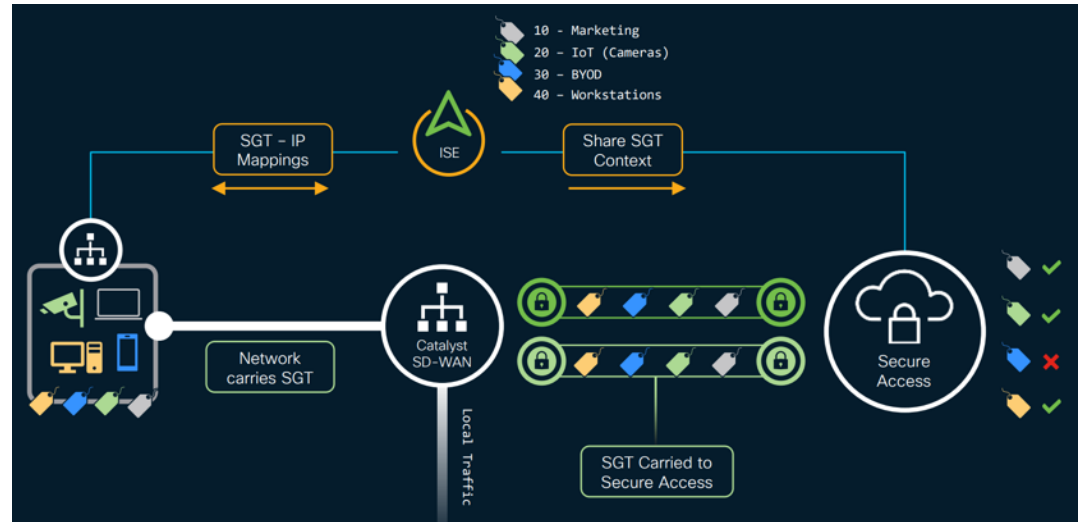 10 - Marketing
20 - IoT (Cameras)
30 – BYOD
40 – Workstations
SGT – IP
Mappings
ISE
Share SGT
Context
Network
carries SGT
Catalyst
SD-WAN
Local Traffic
SGT Carried to
Secure Access
Secure
Access